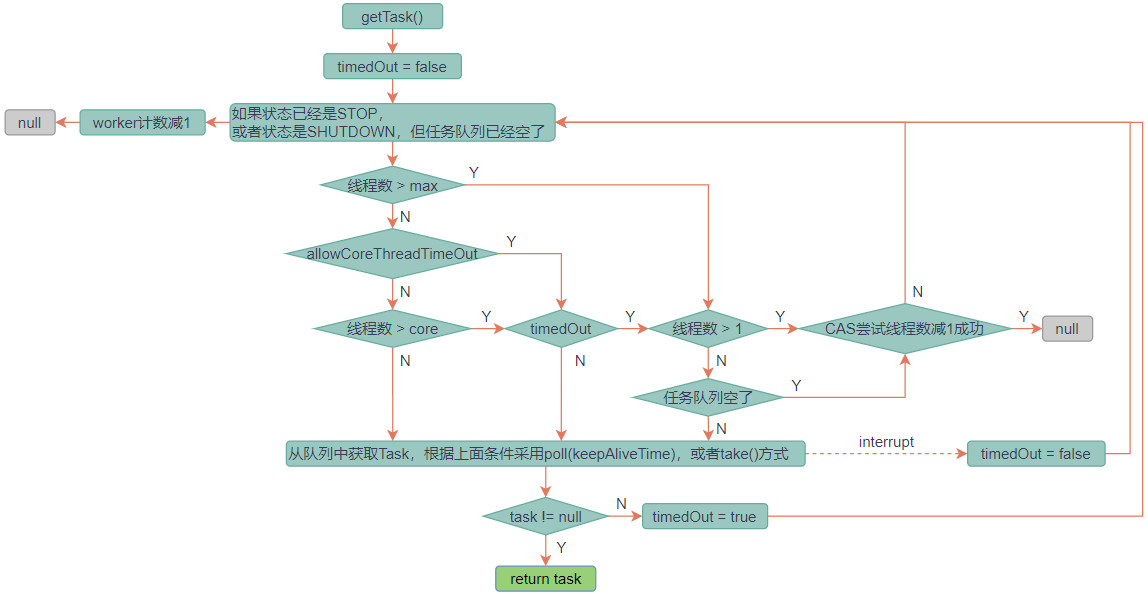 getTask()
timedOut = false
null
worker计数减1
如果状态已经是STOP，
或者状态是SHUTDOWN，但任务队列已经空了
线程数 > max
Y
N
allowCoreThreadTimeOut
Y
N
线程数 > core
Y
timedOut
Y
线程数 > 1
Y
CAS尝试线程数减1成功
N
Y
null
N
N
N
任务队列空了
Y
N
从队列中获取Task，根据上面条件采用poll(keepAliveTime)，或者take()方式
interrupt
timedOut = false
task != null
N
timedOut = true
Y
return task